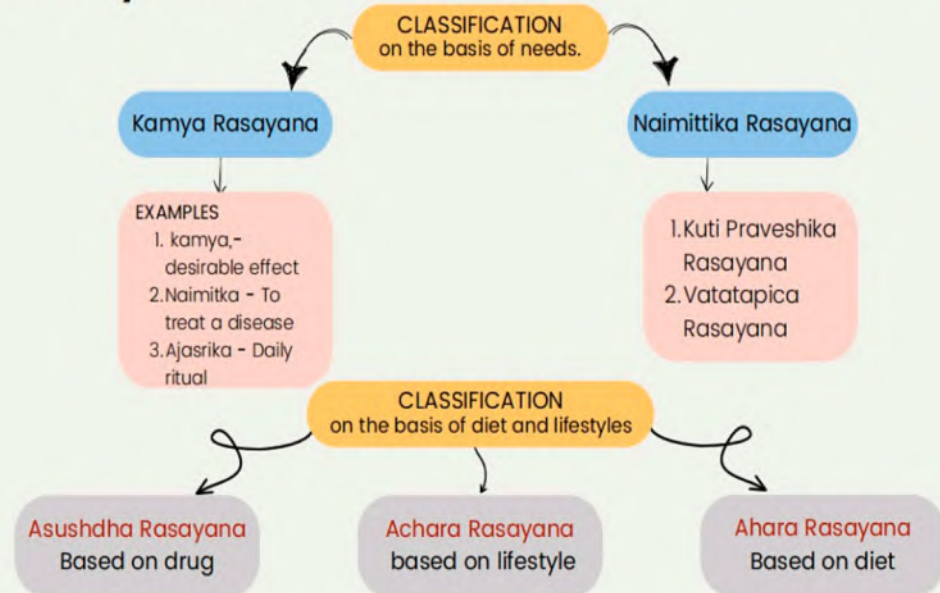 CLASSIFICATION
on the basis of needs.
Kamya Rasayana
Naimittika Rasayana
EXAMPLES
1. kamya,-
desirable effect
2.Naimitka - To
treat a disease
3.Ajasrika - Daily
ritual
1.Kuti Praveshika
Rasayana
2.Vatatapica
Rasayana
CLASSIFICATION
on the basis of diet and lifestyles
Asushdha Rasayana
Based on drug
Achara Rasayana
based on lifestyle
Ahara Rasayana
Based on diet